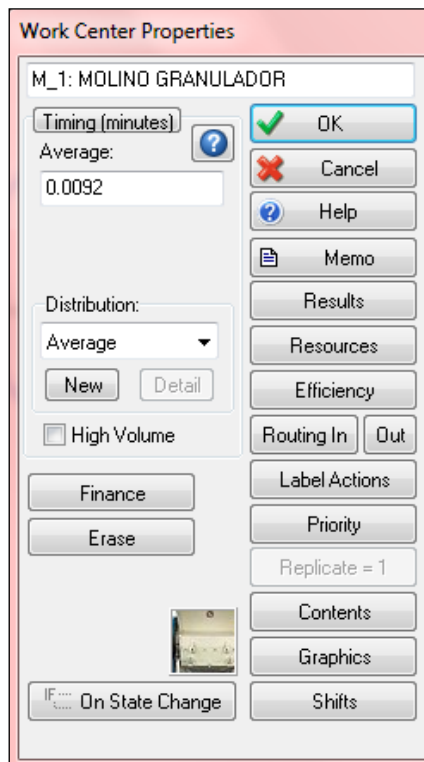 Work Center Properties
M_1: MOLINO GRANULADOR
Timing (minutes)
Average:
0.0092
Distribution:
Average
New Detail
High Volume
Finance
Erase
IF On State Change
OK
Cancel
Help
Memo
Results
Resources
Efficiency
Routing In Out
Label Actions
Priority
Replicate = 1
Contents
Graphics
Shifts